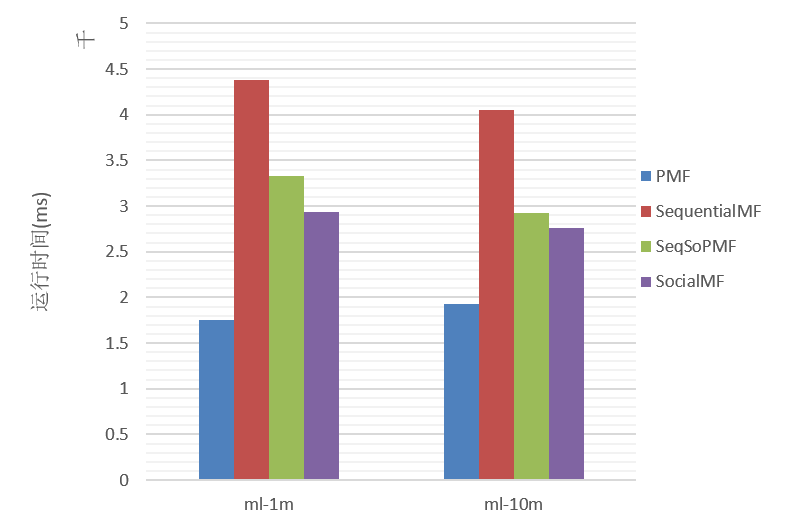 千
运行时间(ms)
5
4.5
4
3.5
3
2.5
2
1.5
1
0.5
0
ml-1m
ml-10m
PMF
SequentialMF
SeqSoPMF
SocialMF